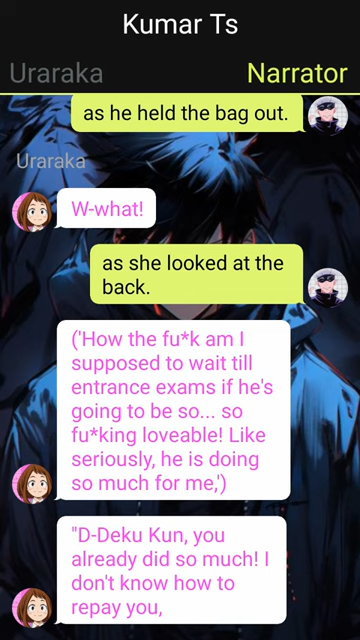 Kumar Ts
Uraraka
Narrator
as he held the bag out.
Uraraka
W-what!
as she looked at the
back.
('How the fu*k am I
supposed to wait till
entrance exams if he's
going to be so... so
fu*king loveable! Like
seriously, he is doing
so much for me,')
"D-Deku Kun, you
already did so much! I
don't know how to
repay you,